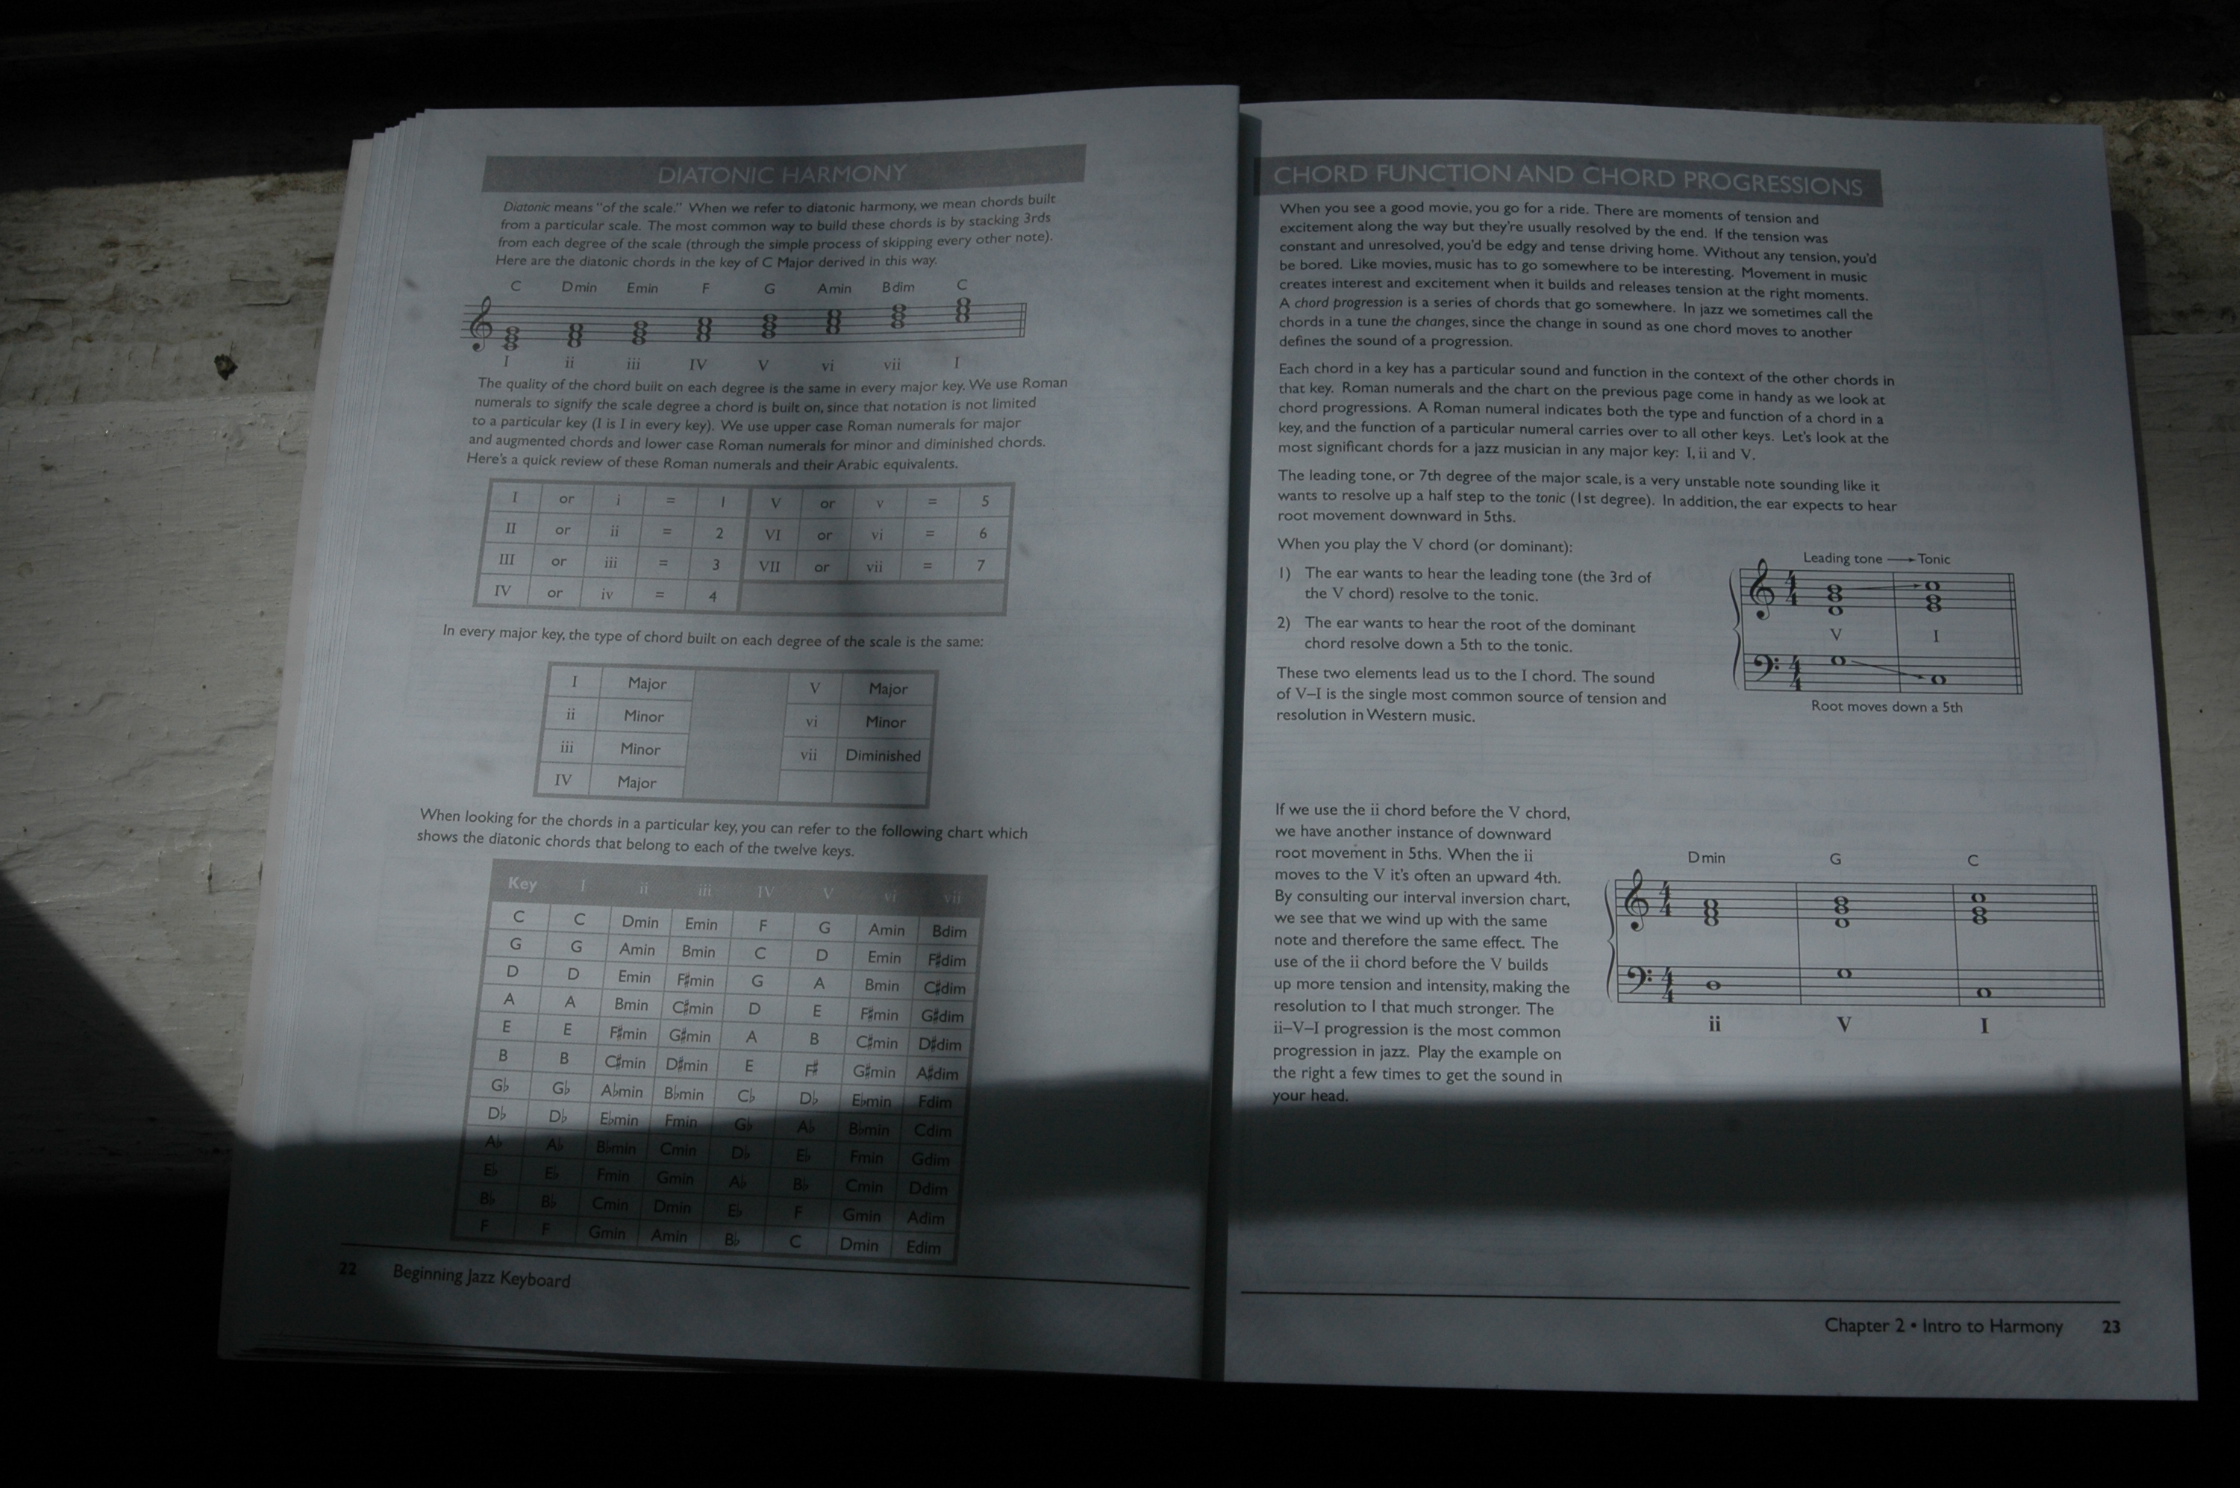 DIATONIC HARMONY
Diatonic means "of the scale." When we refer to diatonic harmony, we mean chords built
from a particular scale. The most common way to build these chords is by stacking 3rds
from each degree of the scale (through the simple process of skipping every other note).
Here are the diatonic chords in the key of C Major derived in this way.
C Dmin Emin F G Amin Bdim C
I ii iii IV V vi vii I
The quality of the chord built on each degree is the same in every major key. We use Roman
numerals to signify the scale degree a chord is built on, since that notation is not limited
to a particular key (I is I in every key). We use upper case Roman numerals for major
and augmented chords and lower case Roman numerals for minor and diminished chords.
Here's a quick review of these Roman numerals and their Arabic equivalents.
I or i = 1 V or v = 5
II or ii = 2 VI or vi = 6
III or iii = 3 VII or vii = 7
IV or iv = 4
In every major key, the type of chord built on each degree of the scale is the same:
I Major V Major
ii Minor vi Minor
iii Minor vii Diminished
IV Major
When looking for the chords in a particular key, you can refer to the following chart which
shows the diatonic chords that belong to each of the twelve keys.
Key I ii iii IV V vi vii
C C Dmin Emin F G Amin Bdim
G G Amin Bmin C D Emin F♯dim
D D Emin F♯min G A Bmin C♯dim
A A Bmin C♯min D E F♯min G♯dim
E E F♯min G♯min A B C♯min D♯dim
B B C♯min D♯min E F♯ G♯min A♯dim
G♭ G♭ A♭min B♭min C♭ D♭ E♭min Fdim
D♭ D♭ E♭min Fmin G♭ A♭ B♭min Cdim
A♭ A♭ B♭min Cmin D♭ E♭ Fmin Gdim
E♭ E♭ Fmin Gmin A♭ B♭ Cmin Ddim
B♭ B♭ Cmin Dmin E♭ F Gmin Adim
F F Gmin Amin B♭ C Dmin Edim
22 Beginning Jazz Keyboard
CHORD FUNCTION AND CHORD PROGRESSIONS
When you see a good movie, you go for a ride. There are moments of tension and
excitement along the way but they're usually resolved by the end. If the tension was
constant and unresolved, you'd be edgy and tense driving home. Without any tension, you'd
be bored. Like movies, music has to go somewhere to be interesting. Movement in music
creates interest and excitement when it builds and releases tension at the right moments.
A chord progression is a series of chords that go somewhere. In jazz we sometimes call the
chords in a tune the changes, since the change in sound as one chord moves to another
defines the sound of a progression.
Each chord in a key has a particular sound and function in the context of the other chords in
that key. Roman numerals and the chart on the previous page come in handy as we look at
chord progressions. A Roman numeral indicates both the type and function of a chord in a
key, and the function of a particular numeral carries over to all other keys. Let's look at the
most significant chords for a jazz musician in any major key: I, ii and V.
The leading tone, or 7th degree of the major scale, is a very unstable note sounding like it
wants to resolve up a half step to the tonic (1st degree). In addition, the ear expects to hear
root movement downward in 5ths.
When you play the V chord (or dominant):
1) The ear wants to hear the leading tone (the 3rd of
the V chord) resolve to the tonic.
2) The ear wants to hear the root of the dominant
chord resolve down a 5th to the tonic.
These two elements lead us to the I chord. The sound
of V–I is the single most common source of tension and
resolution in Western music.
Leading tone → Tonic
4 4
V I
4 4
Root moves down a 5th
If we use the ii chord before the V chord,
we have another instance of downward
root movement in 5ths. When the ii
moves to the V it's often an upward 4th.
By consulting our interval inversion chart,
we see that we wind up with the same
note and therefore the same effect. The
use of the ii chord before the V builds
up more tension and intensity, making the
resolution to I that much stronger. The
ii–V–I progression is the most common
progression in jazz. Play the example on
the right a few times to get the sound in
your head.
Dmin G C
4 4
4 4
ii V I
Chapter 2 • Intro to Harmony 23